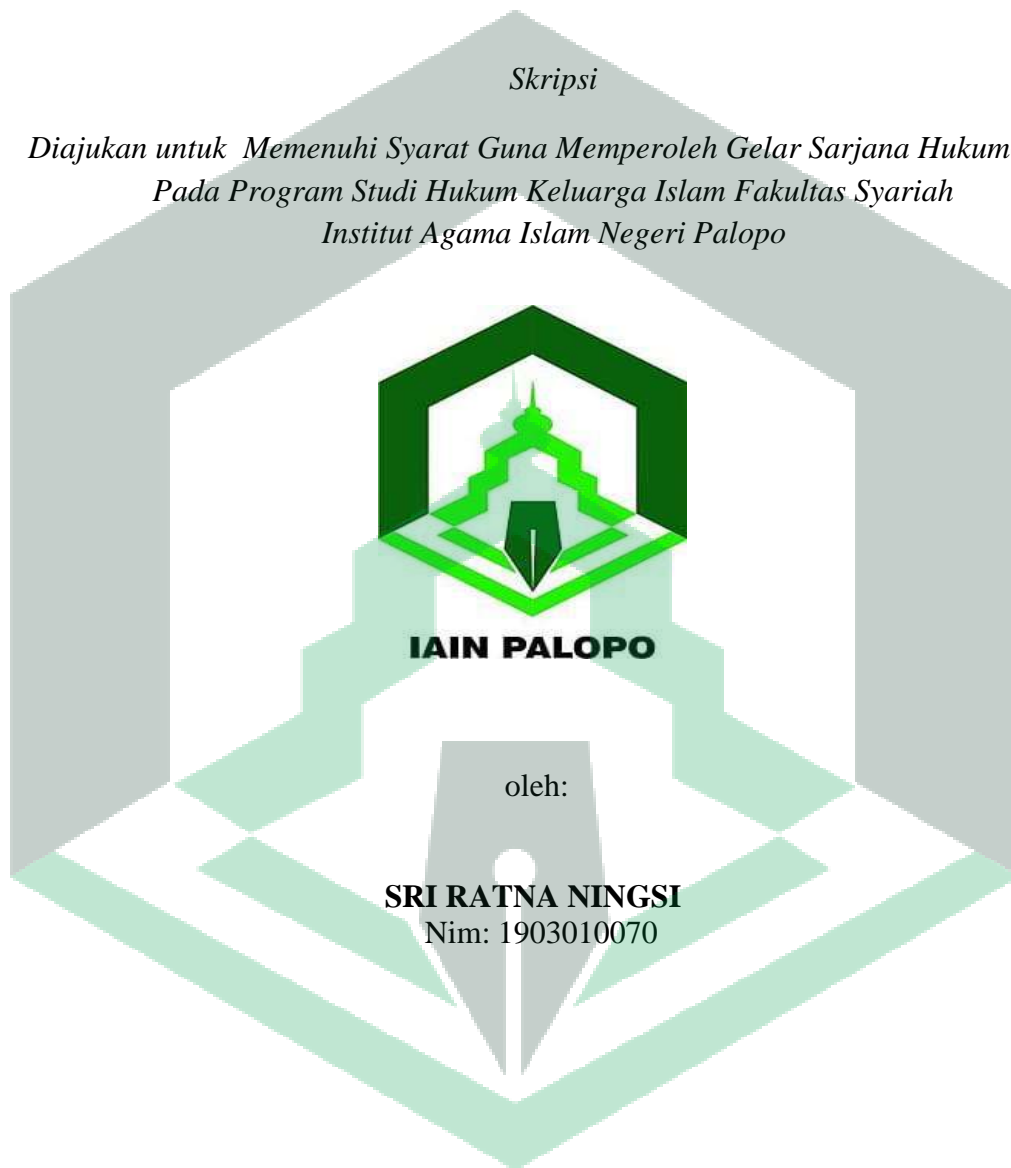 Skripsi
Diajukan untuk Memenuhi Syarat Guna Memperoleh Gelar Sarjana Hukum
Pada Program Studi Hukum Keluarga Islam Fakultas Syariah
Institut Agama Islam Negeri Palopo
IAIN PALOPO
oleh:
SRI RATNA NINGSI
Nim: 1903010070